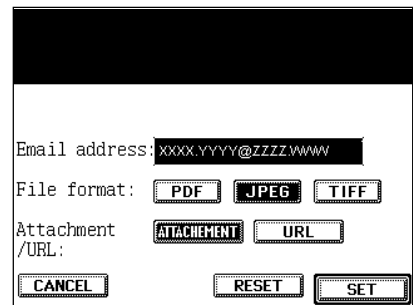 Email address: XXXX.YYYY@ZZZZ.WWW
File format: PDF JPEG TIFF
Attachment ATTACHEMENT URL
/URL:
CANCEL RESET SET